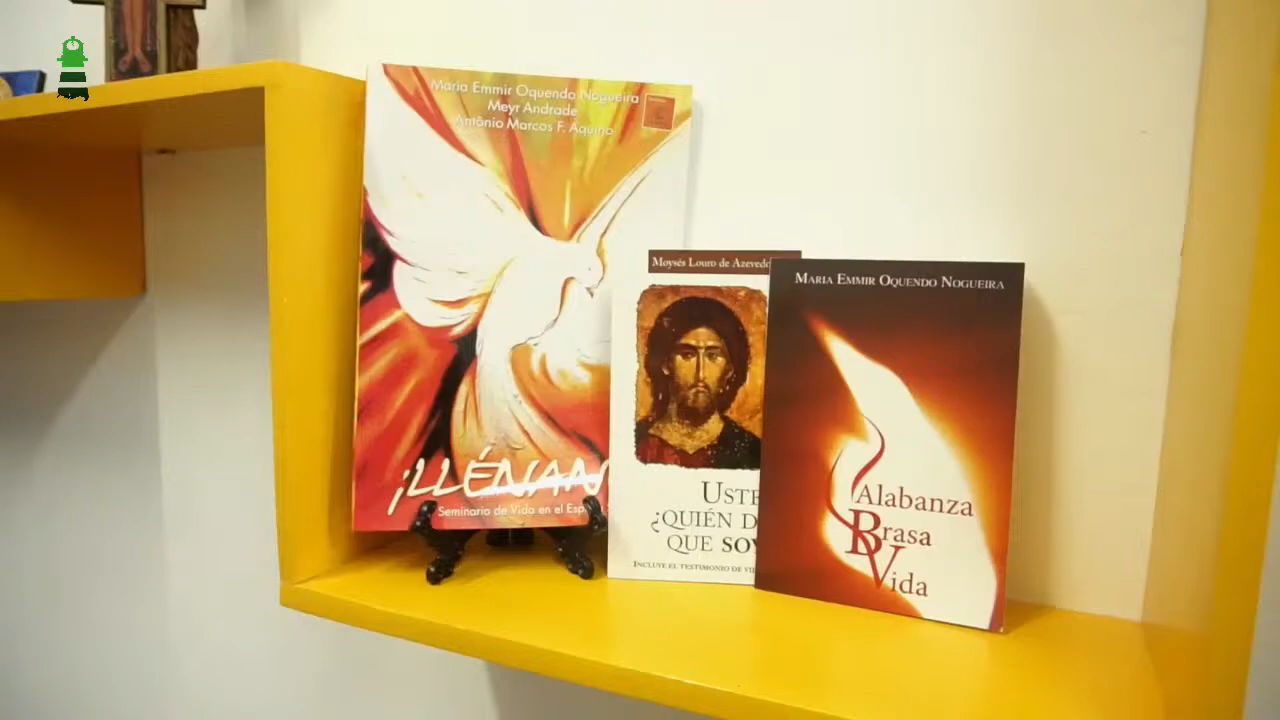 Maria Emmir Oquendo Nogueira
Meyr Andrade
Antônio Marcos F. Aquino
¡LLÉNAN
Seminario de Vida en el Esp
Moysés Louro de Azevedo
USTE
¿QUIÉN D
QUE SOY
INCLUYE EL TESTIMONIO DE VI
MARIA EMMIR OQUENDO NOGUEIRA
Alabanza
Brasa
Vida